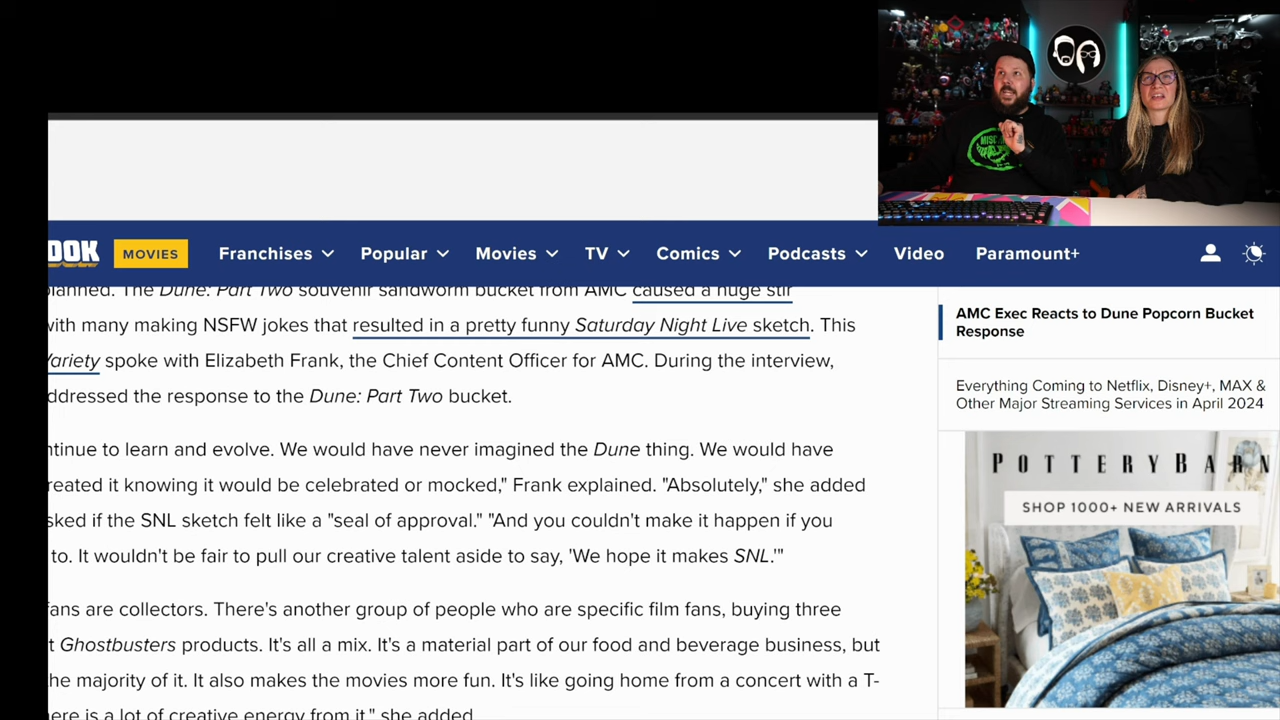 OOK
MOVIES
Franchises
Popular
Movies
TV
Comics
Podcasts
Video
Paramount+
lanned. The Dune: Part Two souvenir sandworm bucket from AMC caused a huge stir
with many making NSFW jokes that resulted in a pretty funny Saturday Night Live sketch. This
Variety spoke with Elizabeth Frank, the Chief Content Officer for AMC. During the interview,
ddressed the response to the Dune: Part Two bucket.
ntinue to learn and evolve. We would have never imagined the Dune thing. We would have
reated it knowing it would be celebrated or mocked," Frank explained. "Absolutely," she added
sked if the SNL sketch felt like a "seal of approval." "And you couldn't make it happen if you
to. It wouldn't be fair to pull our creative talent aside to say, 'We hope it makes SNL.'"
fans are collectors. There's another group of people who are specific film fans, buying three
t Ghostbusters products. It's all a mix. It's a material part of our food and beverage business, but
he majority of it. It also makes the movies more fun. It's like going home from a concert with a T-
ere is a lot of creative energy from it," she added
AMC Exec Reacts to Dune Popcorn Bucket
Response
Everything Coming to Netflix, Disney+, MAX &
Other Major Streaming Services in April 2024
POTTERYBARN
SHOP 1000+ NEW ARRIVALS